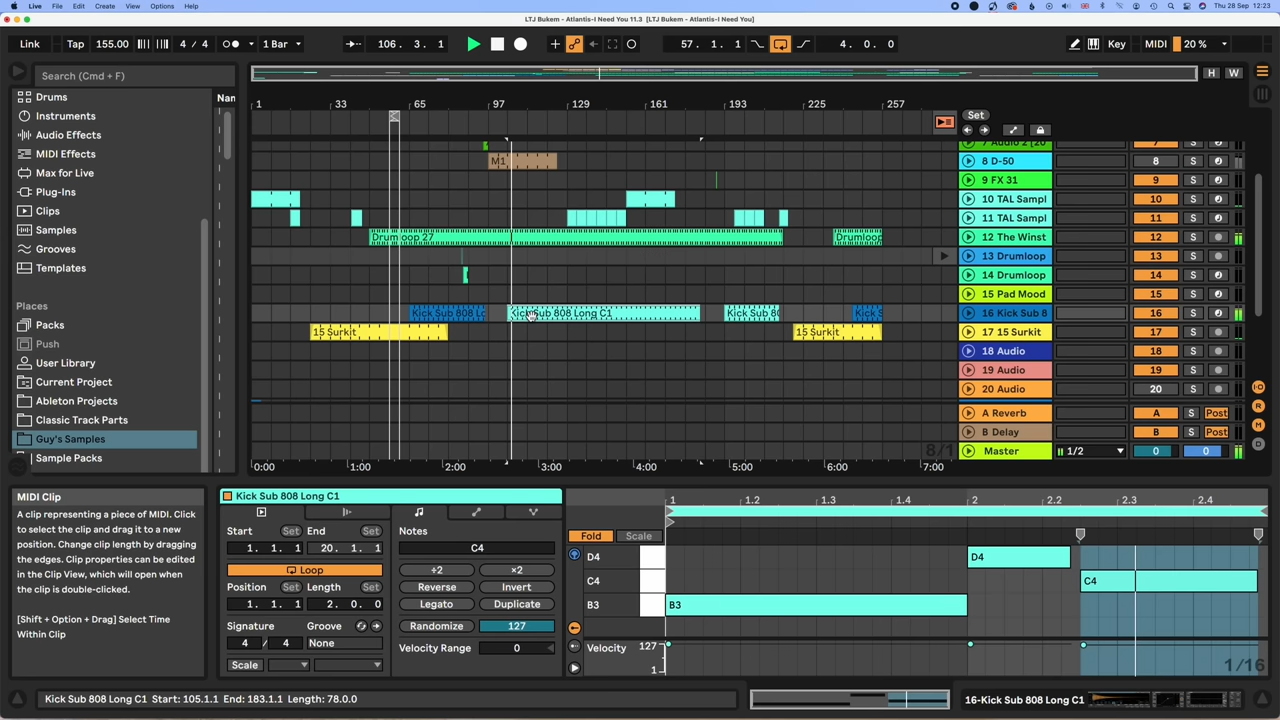 Live File Edit Create View Options Help Thu 28 Sep 12:23
LTJ Bukem - Atlantis-I Need You 11.3 [LTJ Bukem - Atlantis-I Need You]
Link Tap 155.00 4 / 4 1 Bar 106. 3. 1 57. 1. 1 4. 0. 0 Key MIDI 20 %
Search (Cmd + F)
H W
Drums
Nan
Instruments
Audio Effects
MIDI Effects
Max for Live
Plug-Ins
Clips
Samples
Grooves
Templates
Places
Packs
Push
User Library
Current Project
Ableton Projects
Classic Track Parts
Guy's Samples
Sample Packs
1 33 65 97 129 161 193 225 257
Set
7 Audio 2 [20 7 S
M1 8 D-50 8 S
9 FX 31 9 S
10 TAL Sampl 10 S
11 TAL Sampl 11 S
Drumloop 27 Drumloop 12 The Winst 12 S
13 Drumloop 13 S
14 Drumloop 14 S
15 Pad Mood 15 S
Kick Sub 808 Lo Kick Sub 808 Long C1 Kick Sub 80 Kick S 16 Kick Sub 8 16 S
15 Surkit 15 Surkit 17 15 Surkit 17 S
18 Audio 18 S
19 Audio 19 S
20 Audio 20 S
A Reverb A S Post
B Delay B S Post
8/1
Master 1/2 0 0
0:00 1:00 2:00 3:00 4:00 5:00 6:00 7:00
MIDI Clip
A clip representing a piece of MIDI. Click
to select the clip and drag it to a new
position. Change clip length by dragging
the edges. Clip properties can be edited
in the Clip View, which will open when
the clip is double-clicked.
[Shift + Option + Drag] Select Time
Within Clip
Kick Sub 808 Long C1
Start Set End Set
1. 1. 1 20. 1. 1
Loop
Position Set Length Set
1. 1. 1 2. 0. 0
Signature Groove
4 / 4 None
Scale
Notes
C4
÷2 ×2
Reverse Invert
Legato Duplicate
Randomize 127
Velocity Range 0
1 1.2 1.3 1.4 2 2.2 2.3 2.4
Fold Scale
D4 D4
C4 C4
B3 B3
Velocity 127
1
1/16
Kick Sub 808 Long C1 Start: 105.1.1 End: 183.1.1 Length: 78.0.0
16-Kick Sub 808 Long C1